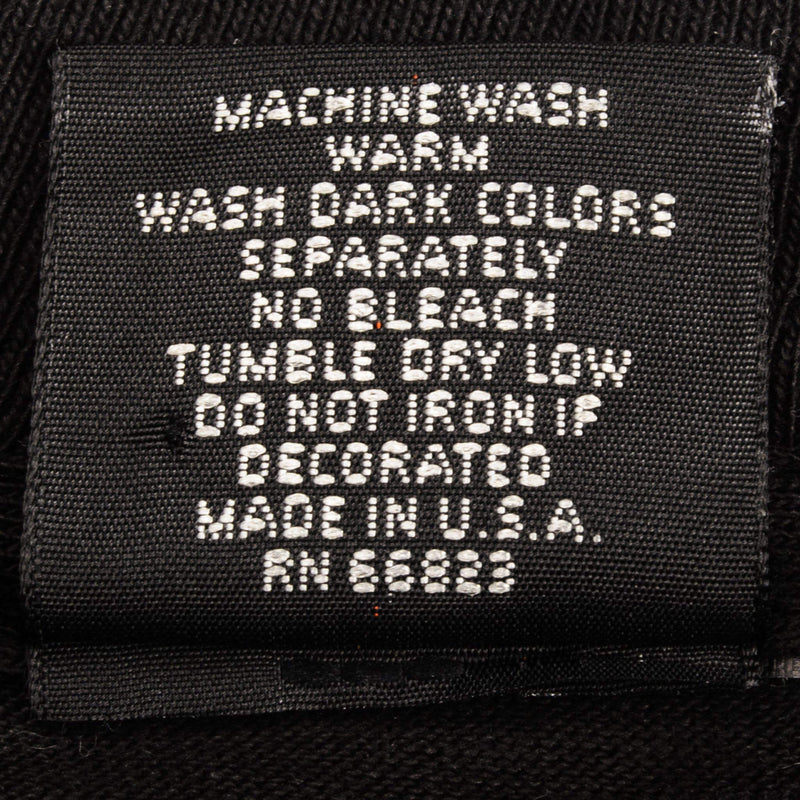 MACHINE WASH
WARM
WASH DARK COLORS
SEPARATELY
NO BLEACH
TUMBLE DRY LOW
DO NOT IRON IF
DECORATED
MADE IN U.S.A.
RN 66823